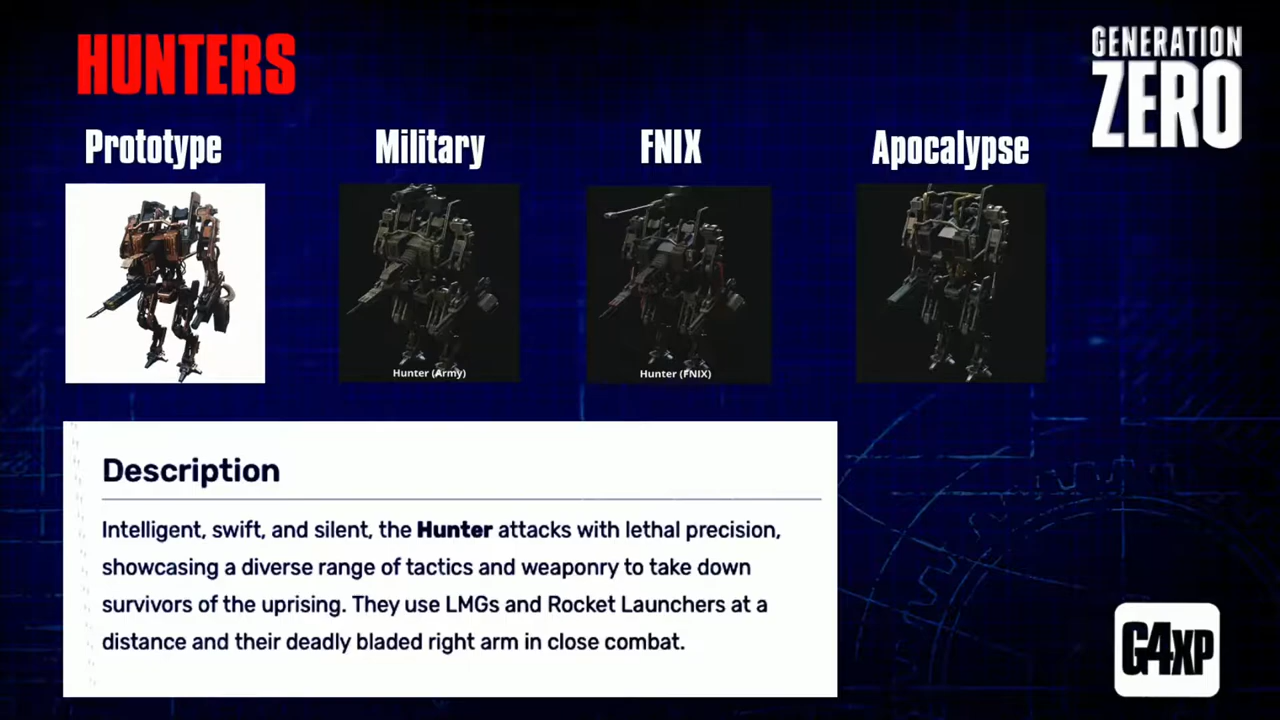 HUNTERS
GENERATION
ZERO
Prototype
Military
FNIX
Apocalypse
Hunter (Army)
Hunter (FNIX)
Description
Intelligent, swift, and silent, the Hunter attacks with lethal precision,
showcasing a diverse range of tactics and weaponry to take down
survivors of the uprising. They use LMGs and Rocket Launchers at a
distance and their deadly bladed right arm in close combat.
G4XP